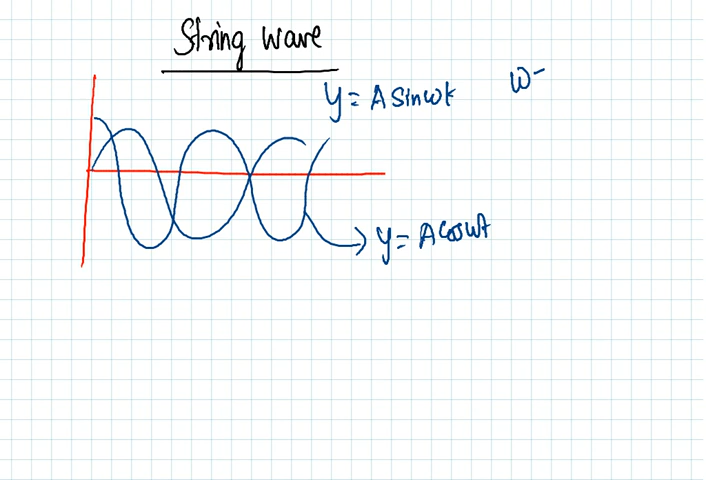 String wave
y = A sinωt
ω-
y = A cosωt